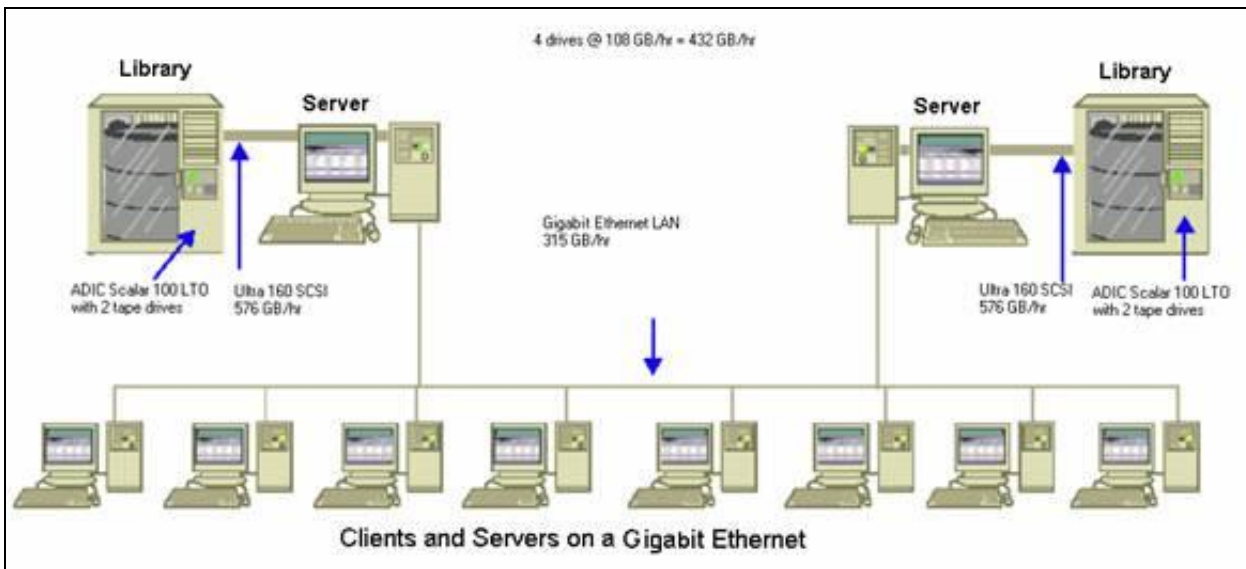 4 drives @ 108 GB/hr = 432 GB/hr
Library
Server
Server
Library
Gigabit Ethernet LAN
315 GB/hr
ADIC Scalar 100 LTO
with 2 tape drives
Ultra 160 SCSI
576 GB/hr
Ultra 160 SCSI
576 GB/hr
ADIC Scalar 100 LTO
with 2 tape drives
Clients and Servers on a Gigabit Ethernet